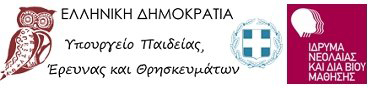 ΕΛΛΗΝΙΚΗ ΔΗΜΟΚΡΑΤΙΑ
Υπουργείο Παιδείας,
Έρευνας και Θρησκευμάτων
ΙΔΡΥΜΑ
ΝΕΟΛΑΙΑΣ
ΚΑΙ ΔΙΑ ΒΙΟΥ
ΜΑΘΗΣΗΣ